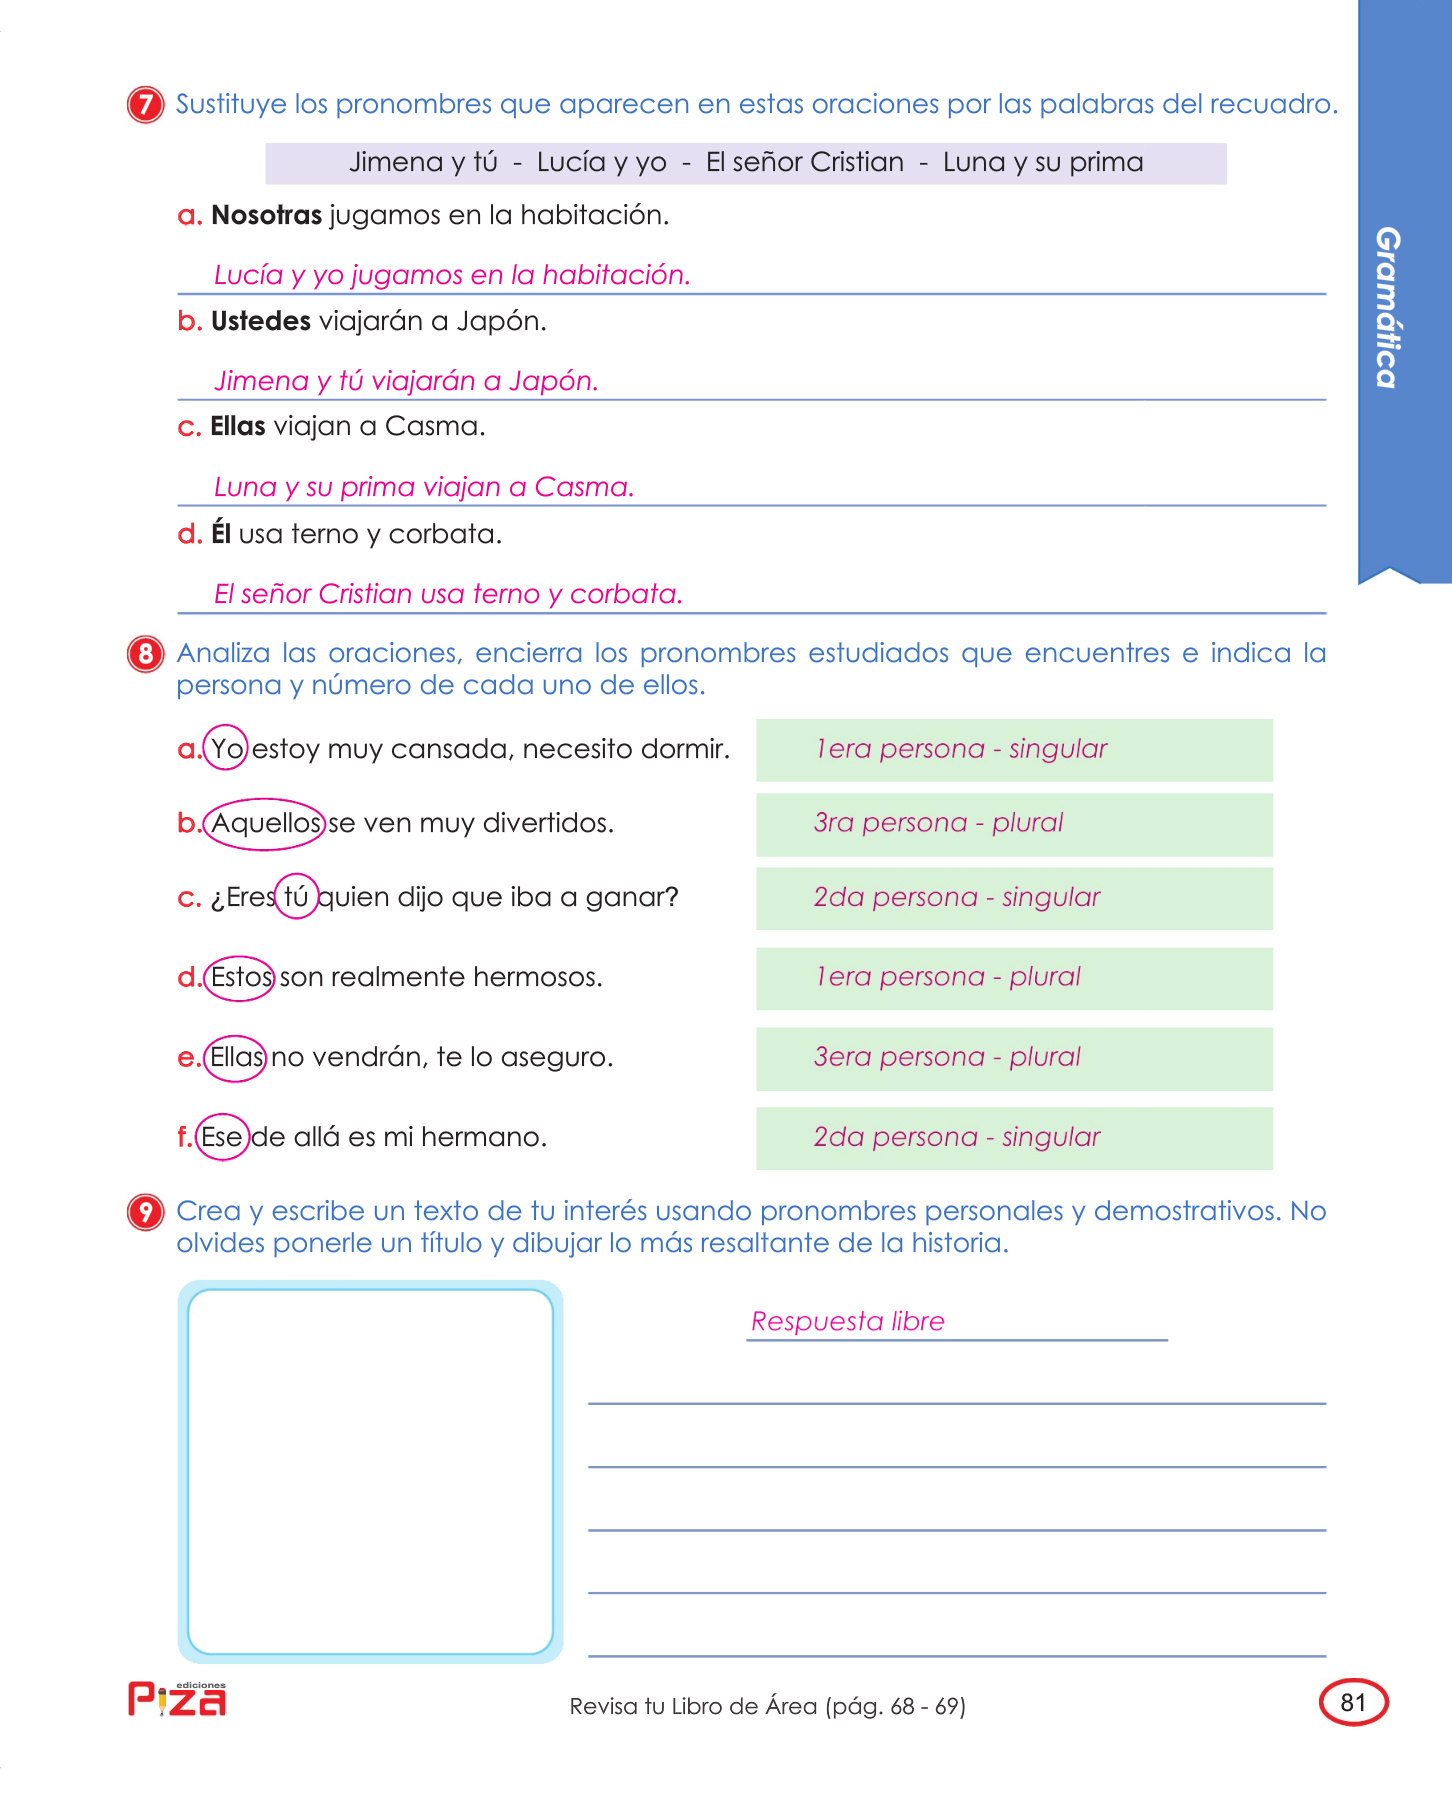 7 Sustituye los pronombres que aparecen en estas oraciones por las palabras del recuadro.
Jimena y tú - Lucía y yo - El señor Cristian - Luna y su prima
a. Nosotras jugamos en la habitación.
Lucía y yo jugamos en la habitación.
b. Ustedes viajarán a Japón.
Jimena y tú viajarán a Japón.
c. Ellas viajan a Casma.
Luna y su prima viajan a Casma.
d. Él usa terno y corbata.
El señor Cristian usa terno y corbata.
Gramática
8 Analiza las oraciones, encierra los pronombres estudiados que encuentres e indica la
persona y número de cada uno de ellos.
a. Yo estoy muy cansada, necesito dormir. 1era persona - singular
b. Aquellos se ven muy divertidos. 3ra persona - plural
c. ¿Eres tú quien dijo que iba a ganar? 2da persona - singular
d. Estos son realmente hermosos. 1era persona - plural
e. Ellas no vendrán, te lo aseguro. 3era persona - plural
f. Ese de allá es mi hermano. 2da persona - singular
9 Crea y escribe un texto de tu interés usando pronombres personales y demostrativos. No
olvides ponerle un título y dibujar lo más resaltante de la historia.
Respuesta libre
ediciones
Piza
Revisa tu Libro de Área (pág. 68 - 69)
81